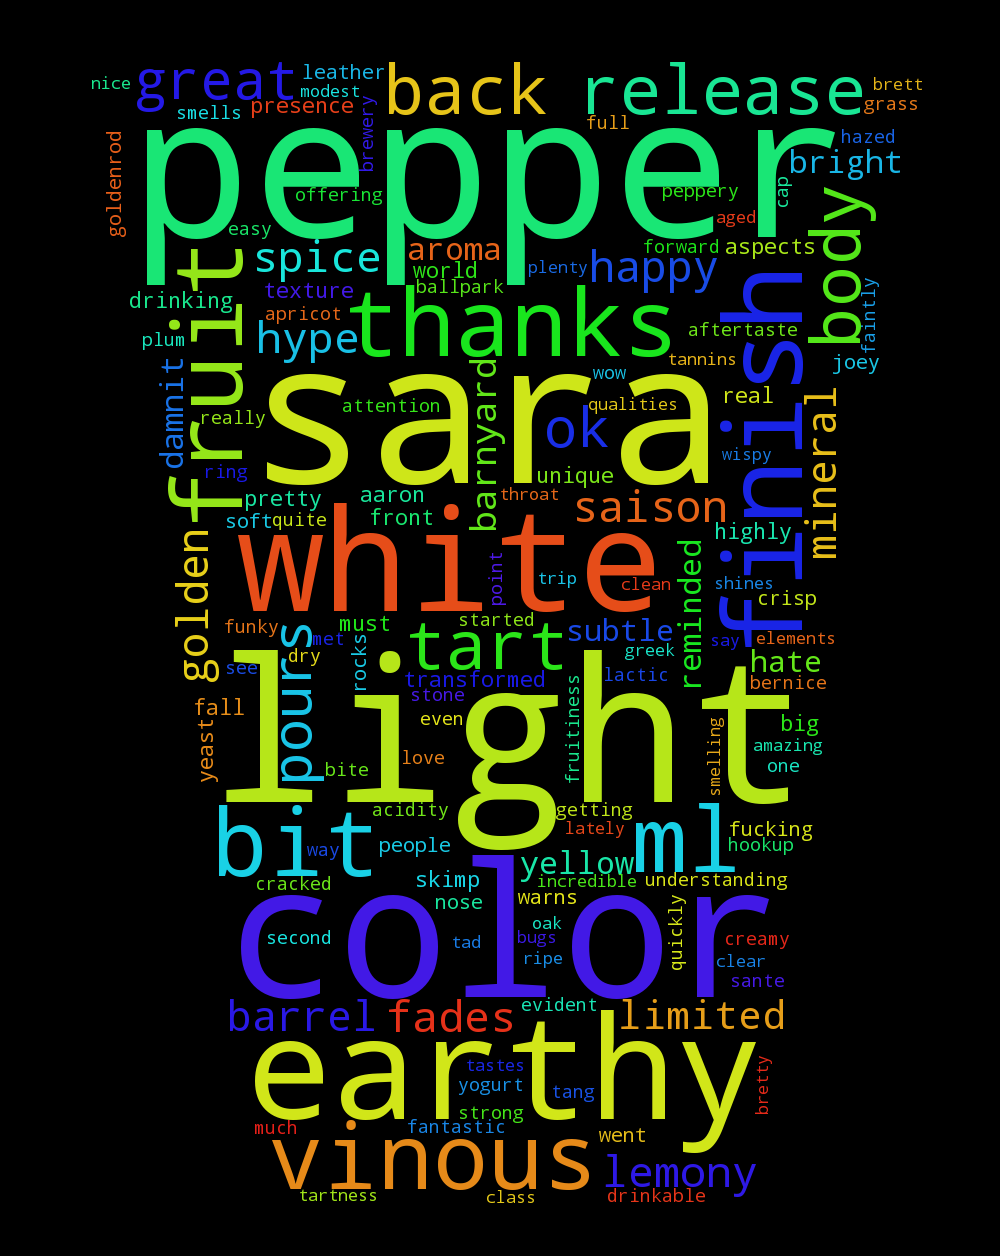 nice
great
leather
modest
back
release
brett
grass
smells
presence
brewery
full
pepper
hazed
bright
goldenrod
offering
peppery
cap
body
aged
easy
spice
aroma
forward
aspects
world
plenty
happy
fruit
texture
ballpark
finish
drinking
apricot
thanks
faintly
plum
hype
aftertaste
tannins
joey
damnit
barnyard
wow
sara
attention
qualities
real
mineral
really
ok
ring
unique
wispy
pretty
aaron
throat
saison
soft
quite
front
highly
golden
white
point
trip
clean
reminded
shines
crisp
funky
met
must
started
subtle
say
elements
pours
dry
rocks
tart
greek
hate
see
transformed
lactic
bernice
stone
light
fall
even
fruitiness
smelling
big
yeast
love
amazing
bite
one
bit
acidity
getting
ml
lately
fucking
way
people
hookup
yellow
cracked
skimp
incredible
understanding
nose
warns
color
quickly
second
tad
oak
bugs
ripe
creamy
clear
sante
barrel
fades
evident
limited
earthy
tastes
yogurt
tang
bretty
strong
much
fantastic
went
vinous
lemony
tartness
class
drinkable